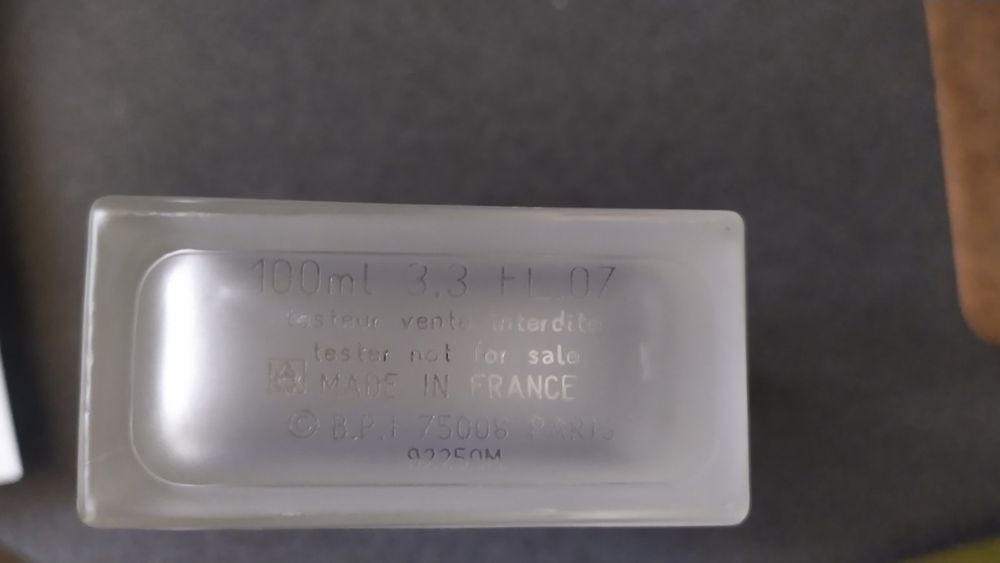 100ml 3.3 FL.OZ
testeur vente interdite
tester not for sale
MADE IN FRANCE
© B.P.I 75008 PARIS
92250M